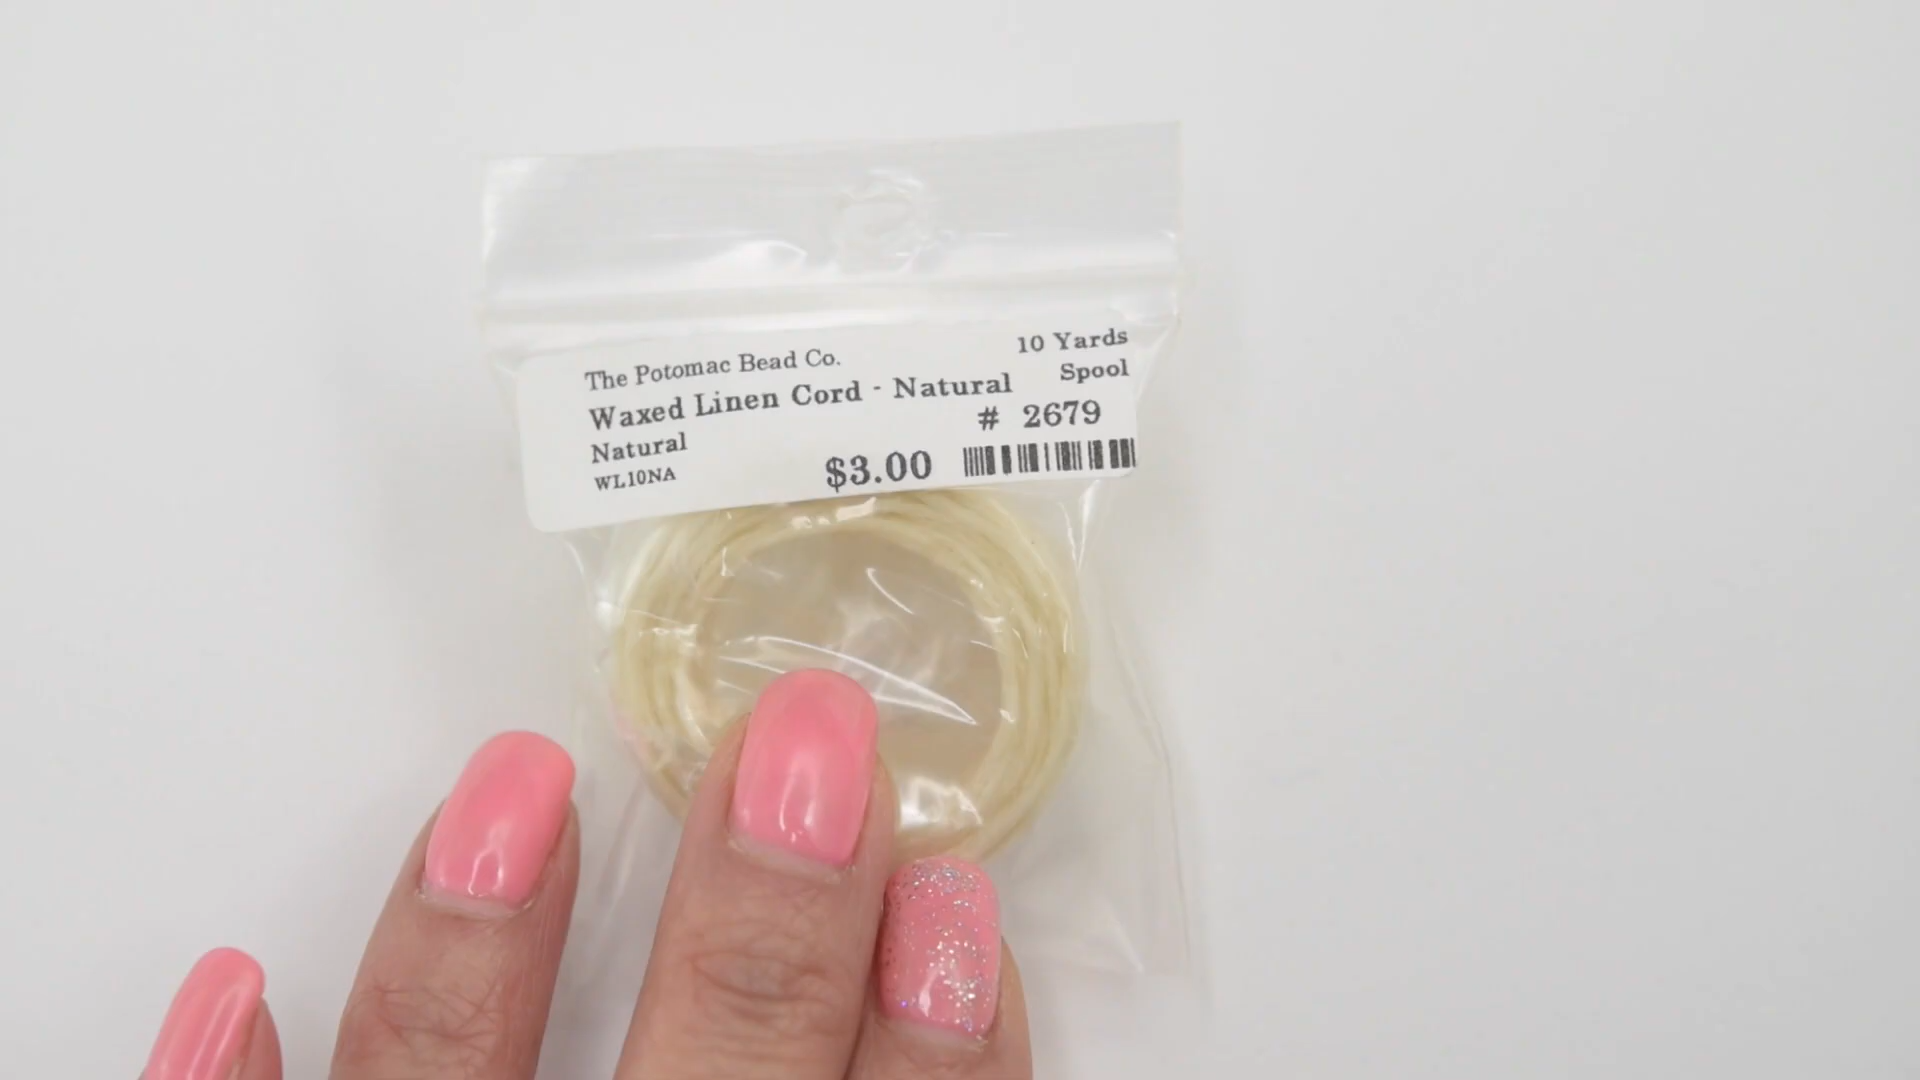 The Potomac Bead Co.
10 Yards
Spool
Waxed Linen Cord - Natural
# 2679
Natural
WL10NA
$3.00